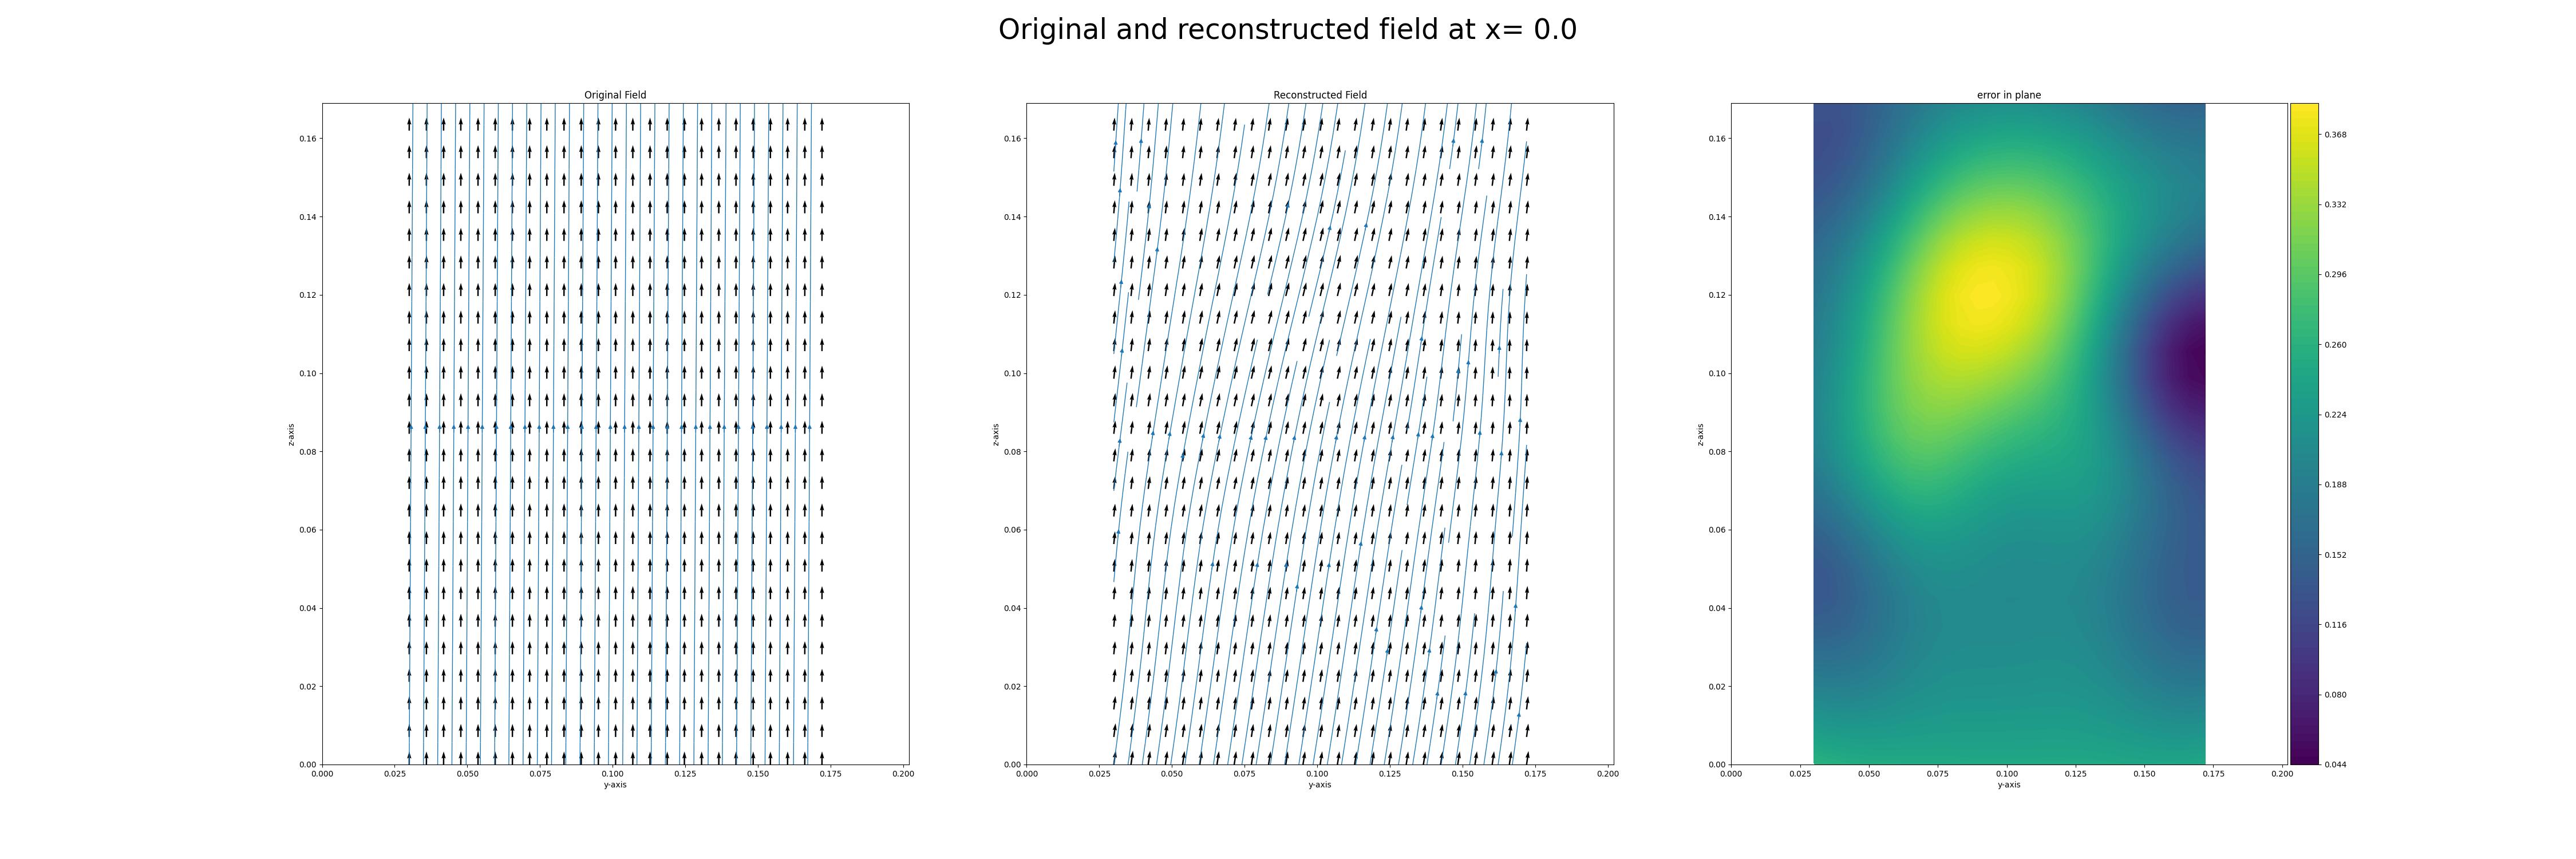 Original and reconstructed field at x= 0.0
Original Field
0.16
0.14
0.12
0.10
0.08
0.06
0.04
0.02
0.00
z-axis
0.000 0.025 0.050 0.075 0.100 0.125 0.150 0.175 0.200
y-axis
Reconstructed Field
0.16
0.14
0.12
0.10
0.08
0.06
0.04
0.02
0.00
z-axis
0.000 0.025 0.050 0.075 0.100 0.125 0.150 0.175 0.200
y-axis
error in plane
0.16
0.14
0.12
0.10
0.08
0.06
0.04
0.02
0.00
z-axis
0.000 0.025 0.050 0.075 0.100 0.125 0.150 0.175 0.200
y-axis
0.368
0.332
0.296
0.260
0.224
0.188
0.152
0.116
0.080
0.044